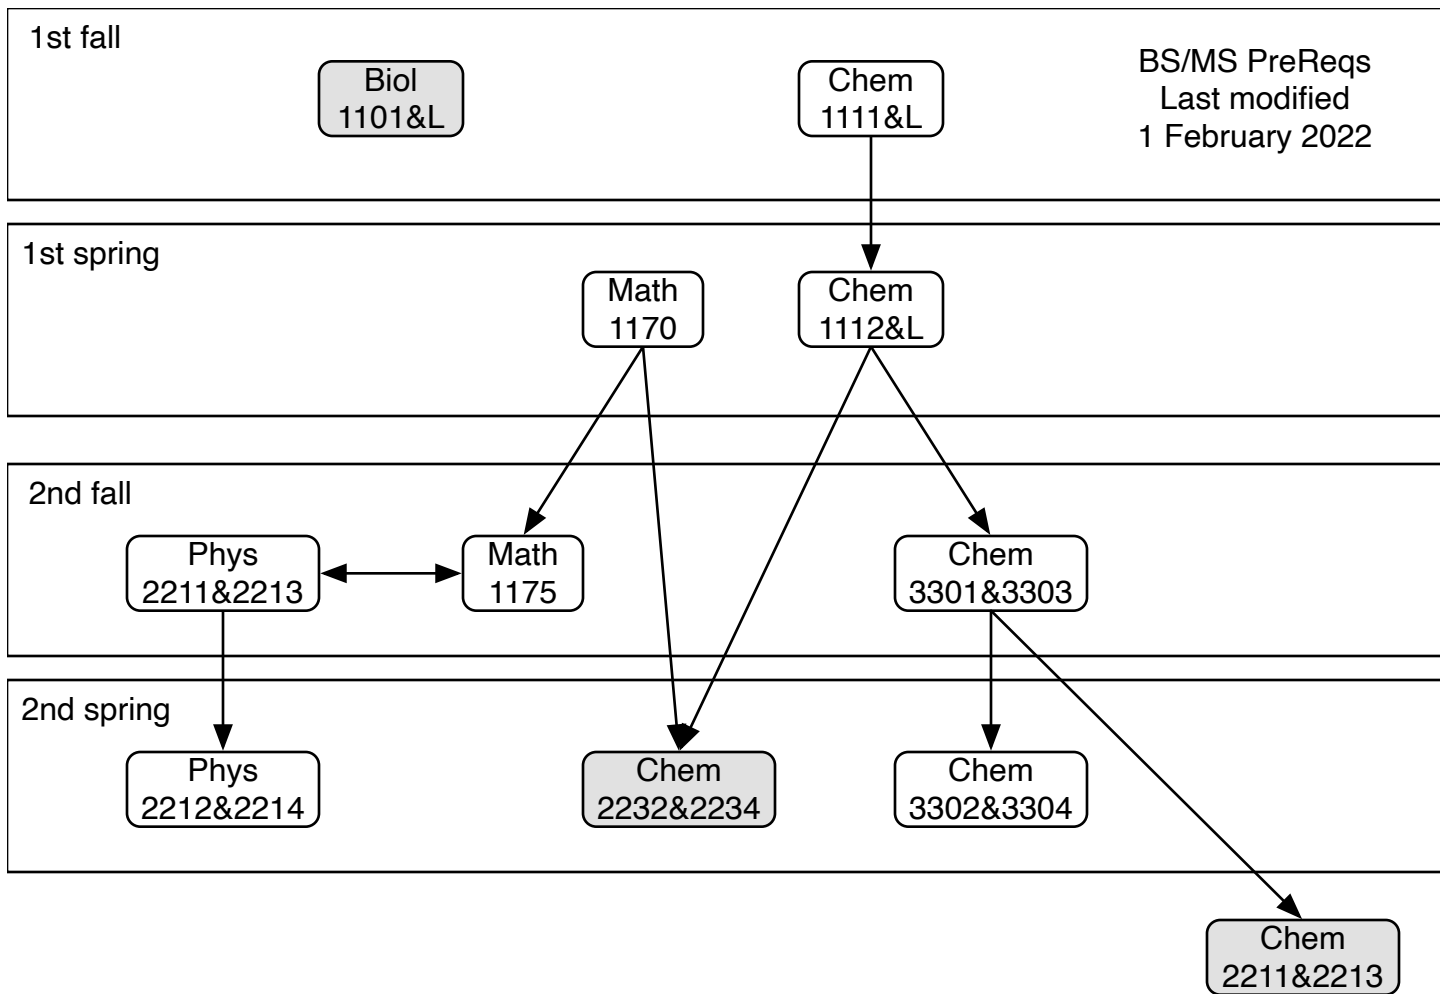 1st fall
Biol
1101&L
Chem
1111&L
BS/MS PreReqs
Last modified
1 February 2022
1st spring
Math
1170
Chem
1112&L
2nd fall
Phys
2211&2213
Math
1175
Chem
3301&3303
2nd spring
Phys
2212&2214
Chem
2232&2234
Chem
3302&3304
Chem
2211&2213